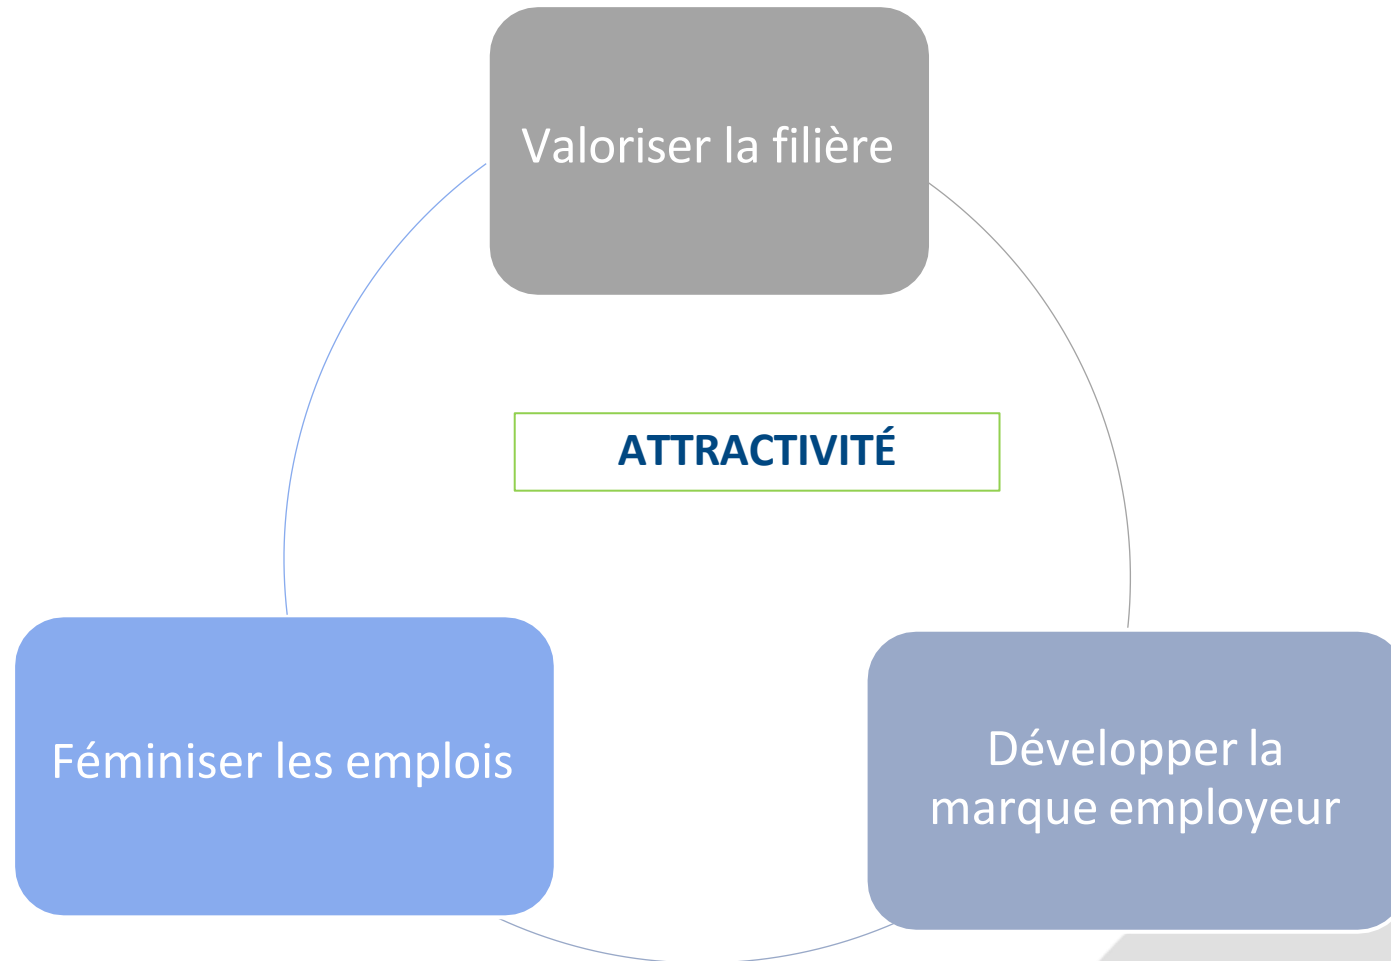 Valoriser la filière
ATTRACTIVITÉ
Féminiser les emplois
Développer la
marque employeur